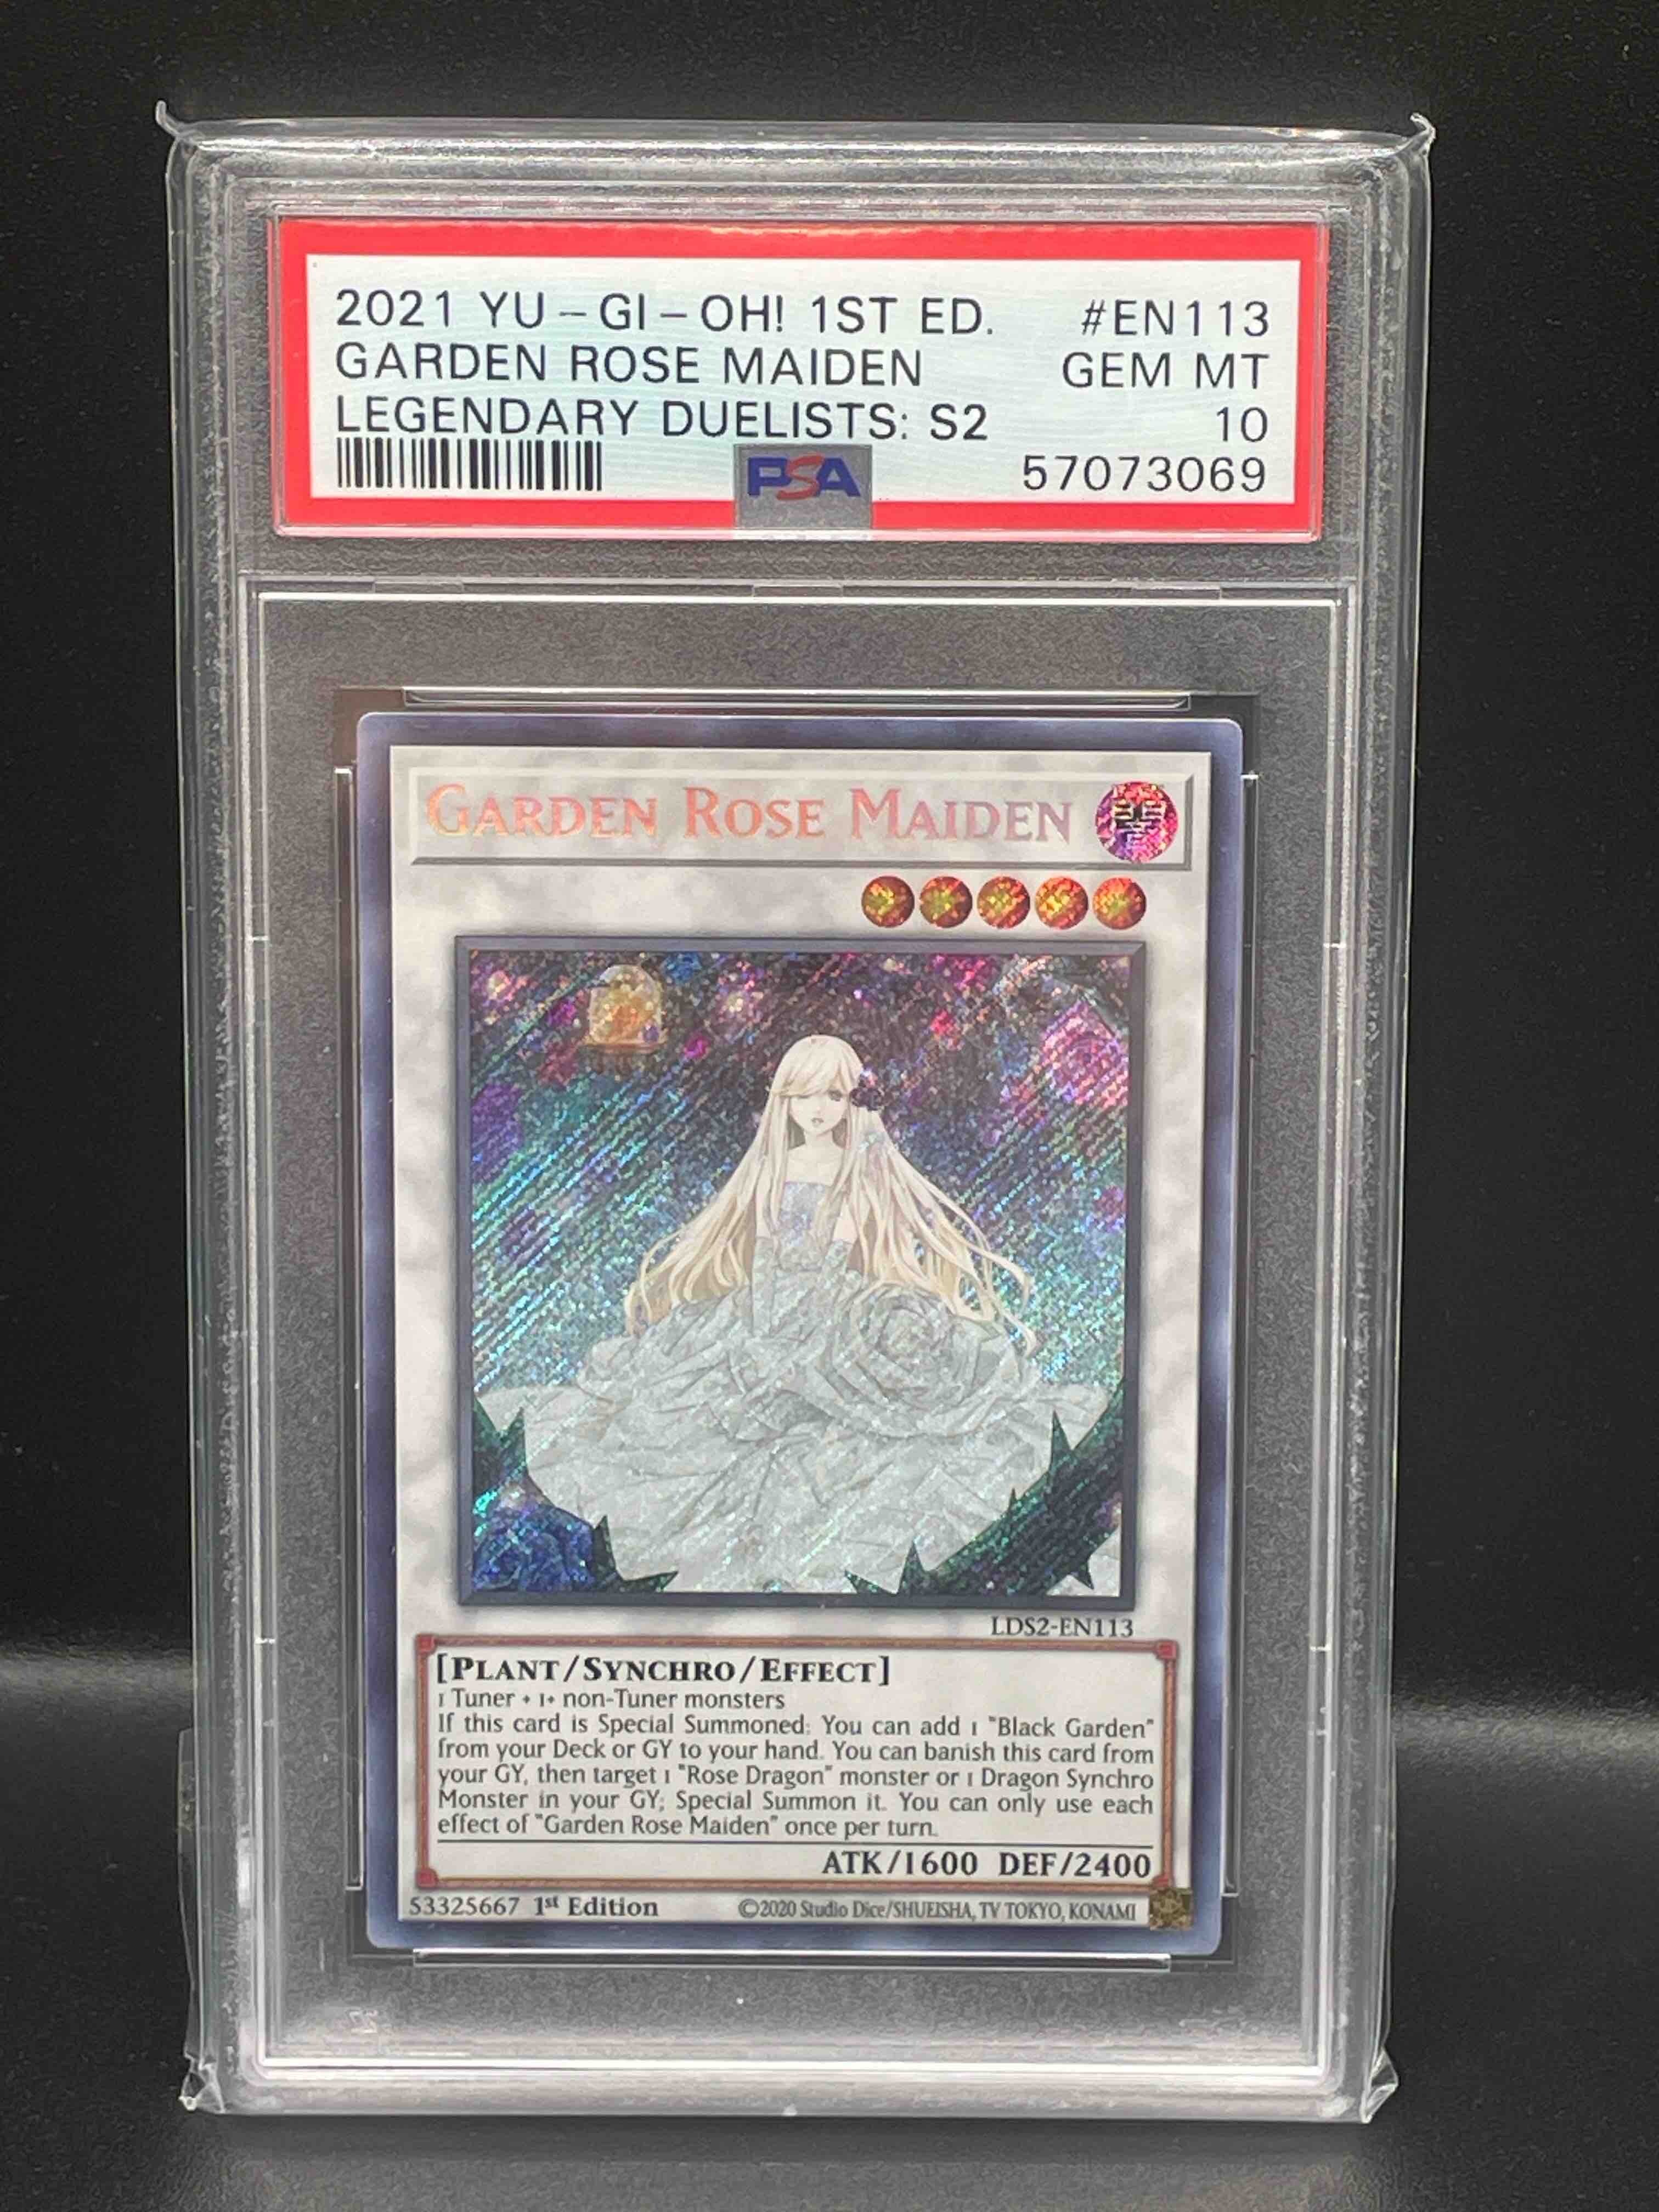 2021 YU-GI-OH! 1ST ED. #EN113
GARDEN ROSE MAIDEN GEM MT
LEGENDARY DUELISTS: S2 10
PSA 57073069
GARDEN ROSE MAIDEN
LDS2-EN113
[PLANT/SYNCHRO/EFFECT]
1 Tuner + 1+ non-Tuner monsters
If this card is Special Summoned: You can add 1 "Black Garden"
from your Deck or GY to your hand. You can banish this card from
your GY, then target 1 "Rose Dragon" monster or 1 Dragon Synchro
Monster in your GY; Special Summon it. You can only use each
effect of "Garden Rose Maiden" once per turn.
ATK/1600 DEF/2400
53325667 1st Edition ©2020 Studio Dice/SHUEISHA, TV TOKYO, KONAMI